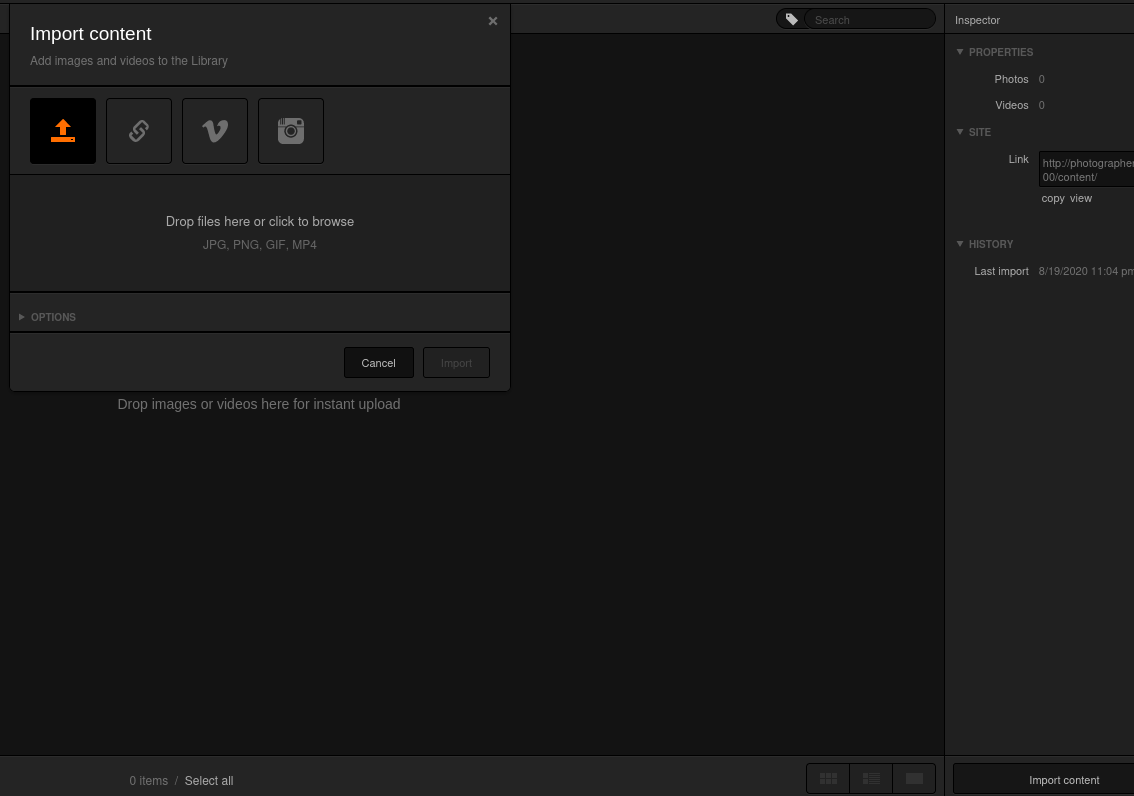 Import content
Add images and videos to the Library
Drop files here or click to browse
JPG, PNG, GIF, MP4
OPTIONS
Cancel
Import
Drop images or videos here for instant upload
0 items / Select all
Search
Inspector
PROPERTIES
Photos 0
Videos 0
SITE
Link http://photographer
00/content/
copy view
HISTORY
Last import 8/19/2020 11:04 pm
Import content